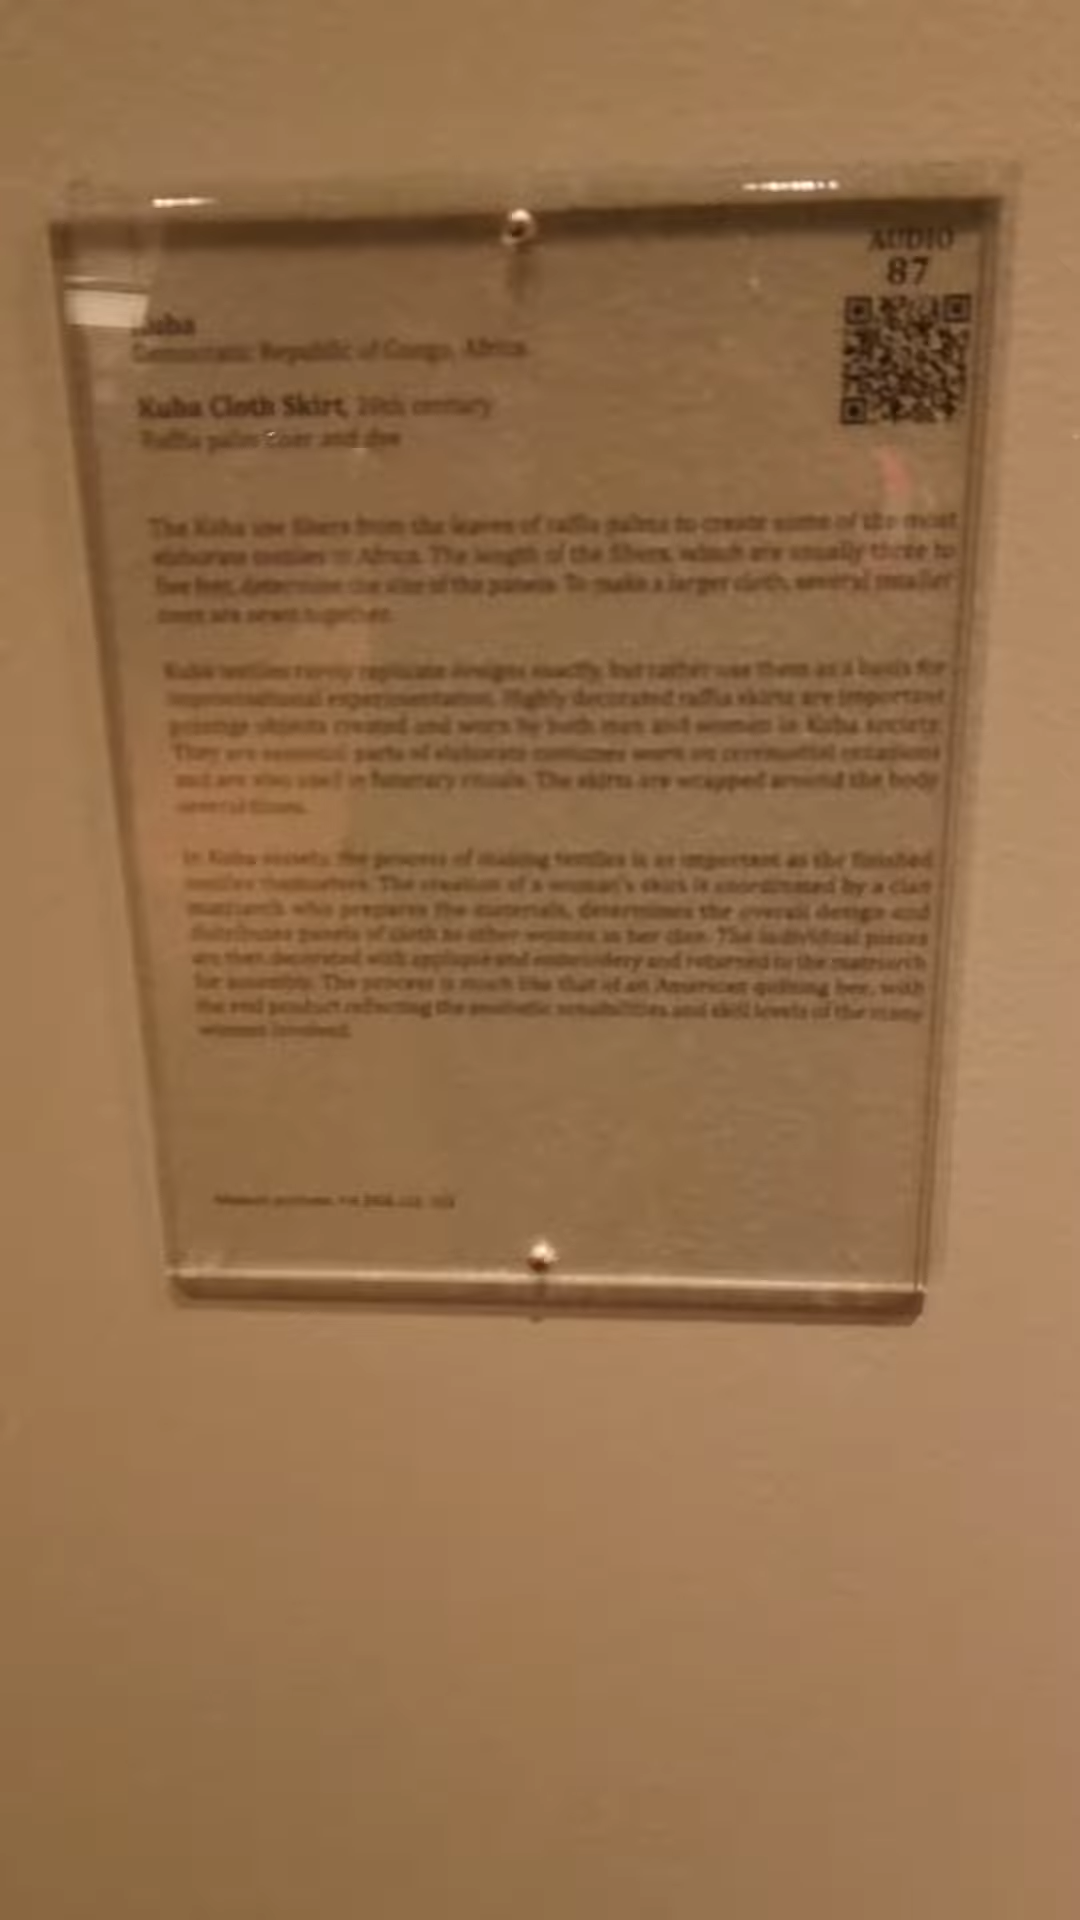 AUDIO
87
Kuba
Democratic Republic of Congo, Africa
Kuba Cloth Skirt, 20th century
Raffia palm fiber and dye
The Kuba use fibers from the leaves of raffia palms to create some of the most
elaborate textiles in Africa. The length of the fibers, which are usually three to
five feet, determine the size of the panels. To make a larger cloth, several smaller
ones are sewn together.
Kuba textiles rarely replicate designs exactly, but rather use them as a basis for
improvisational experimentation. Highly decorated raffia skirts are important
prestige objects created and worn by both men and women in Kuba society.
They are essential parts of elaborate costumes worn on ceremonial occasions
and are also used in funerary rituals. The skirts are wrapped around the body
several times.
In Kuba society, the process of making textiles is as important as the finished
textiles themselves. The creation of a woman's skirt is coordinated by a clan
matriarch who prepares the materials, determines the overall design and
distributes panels of cloth to other women in her clan. The individual pieces
are then decorated with appliqué and embroidery and returned to the matriarch
for assembly. The process is much like that of an American quilting bee, with
the end product reflecting the aesthetic sensibilities and skill levels of the many
women involved.